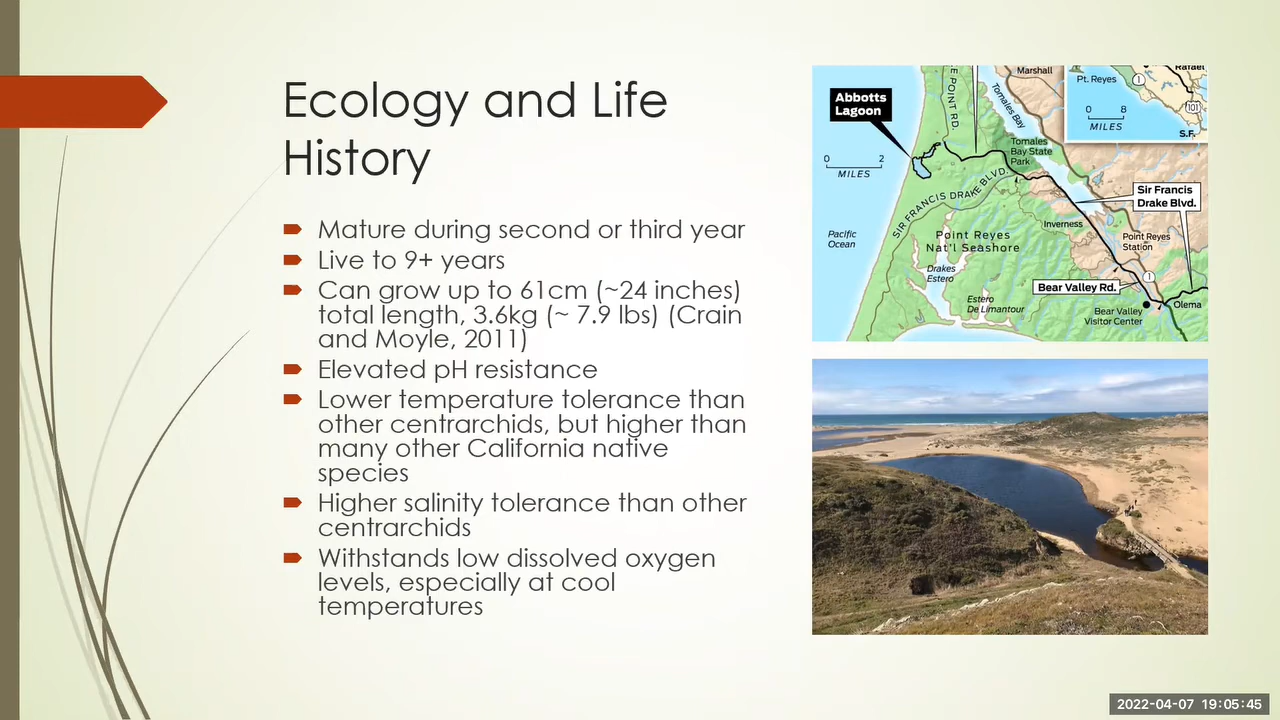 Ecology and Life
History
Mature during second or third year
Live to 9+ years
Can grow up to 61cm (~24 inches)
total length, 3.6kg (~ 7.9 lbs) (Crain
and Moyle, 2011)
Elevated pH resistance
Lower temperature tolerance than
other centrarchids, but higher than
many other California native
species
Higher salinity tolerance than other
centrarchids
Withstands low dissolved oxygen
levels, especially at cool
temperatures
Abbotts
Lagoon
0 2
MILES
E POINT RD.
Marshall
Tomales Bay
Tomales
Bay State
Park
Pt. Reyes
1
Rafael
101
0 8
MILES
S.F.
SIR FRANCIS DRAKE BLVD.
Sir Francis
Drake Blvd.
Pacific
Ocean
Point Reyes
Nat'l Seashore
Inverness
Point Reyes
Station
Drakes
Estero
Estero
De Limantour
Bear Valley Rd.
1
Olema
Bear Valley
Visitor Center
2022-04-07 19:05:45